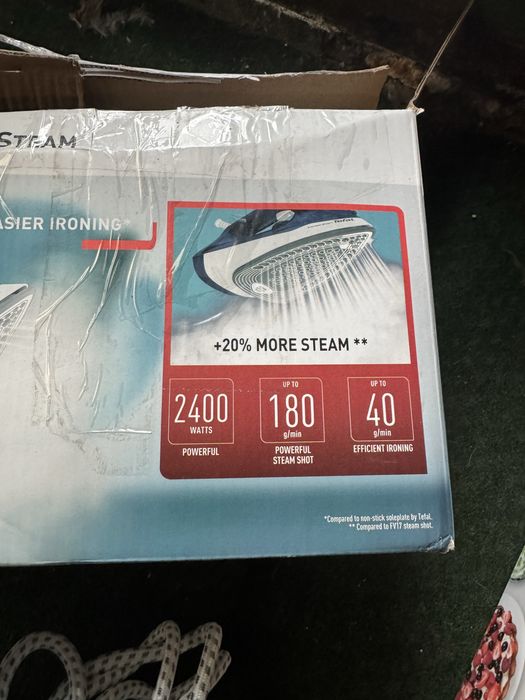 STEAM
ASIER IRONING*
Tefal
+20% MORE STEAM **
2400
WATTS
POWERFUL
UP TO
180
g/min
POWERFUL
STEAM SHOT
UP TO
40
g/min
EFFICIENT IRONING
*Compared to non-stick soleplate by Tefal.
** Compared to FV17 steam shot.